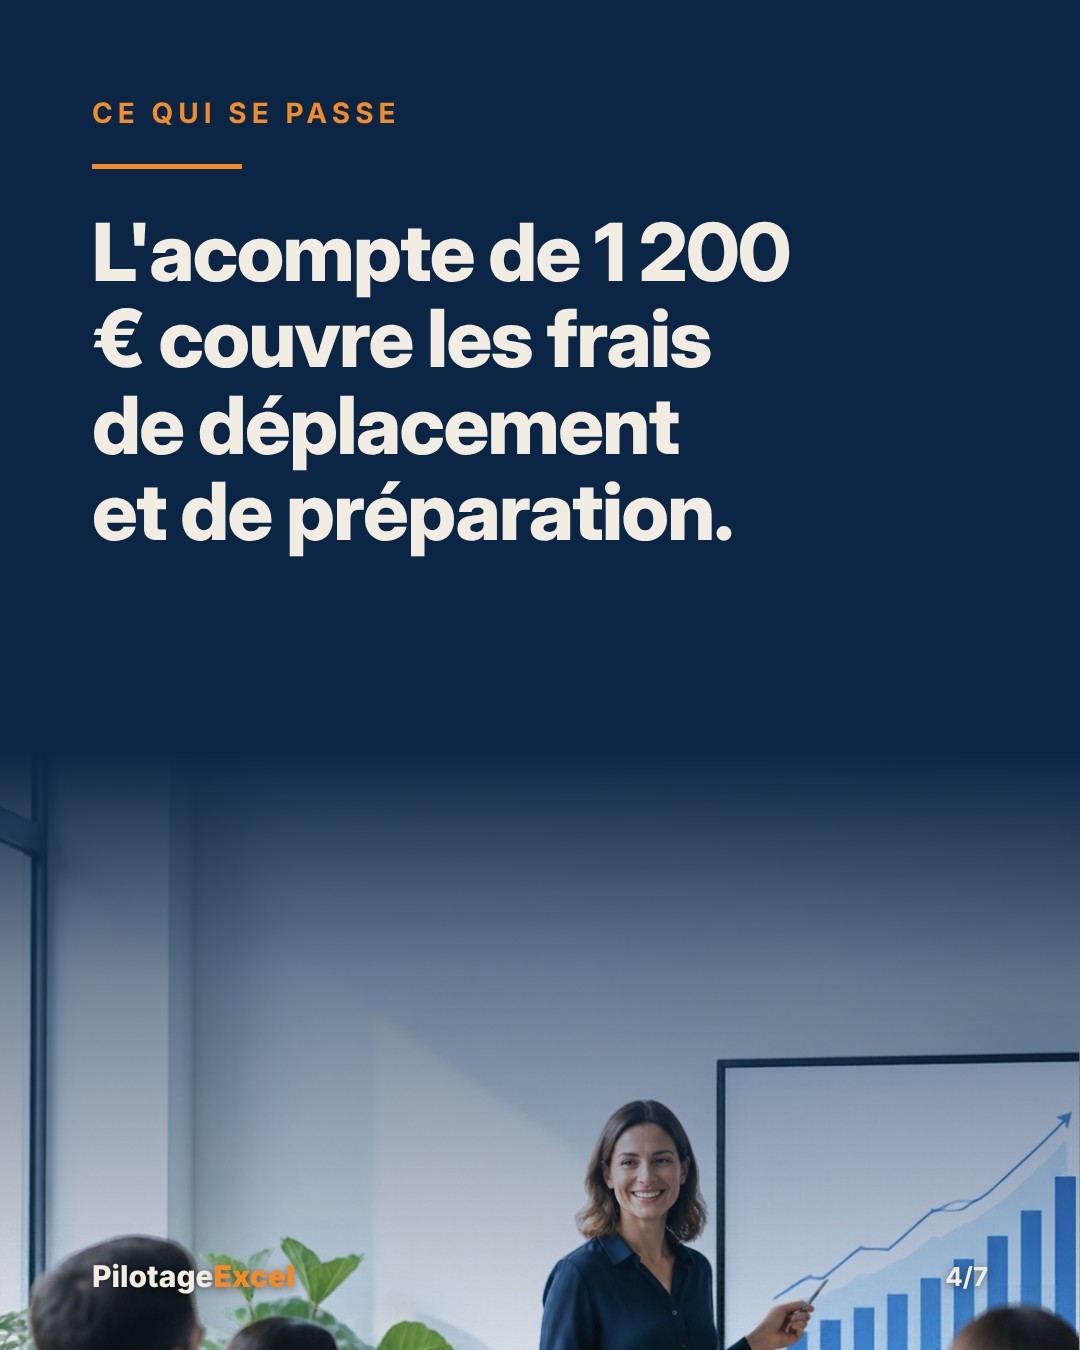 CE QUI SE PASSE
L'acompte de 1 200
€ couvre les frais
de déplacement
et de préparation.
PilotageExcel
4/7